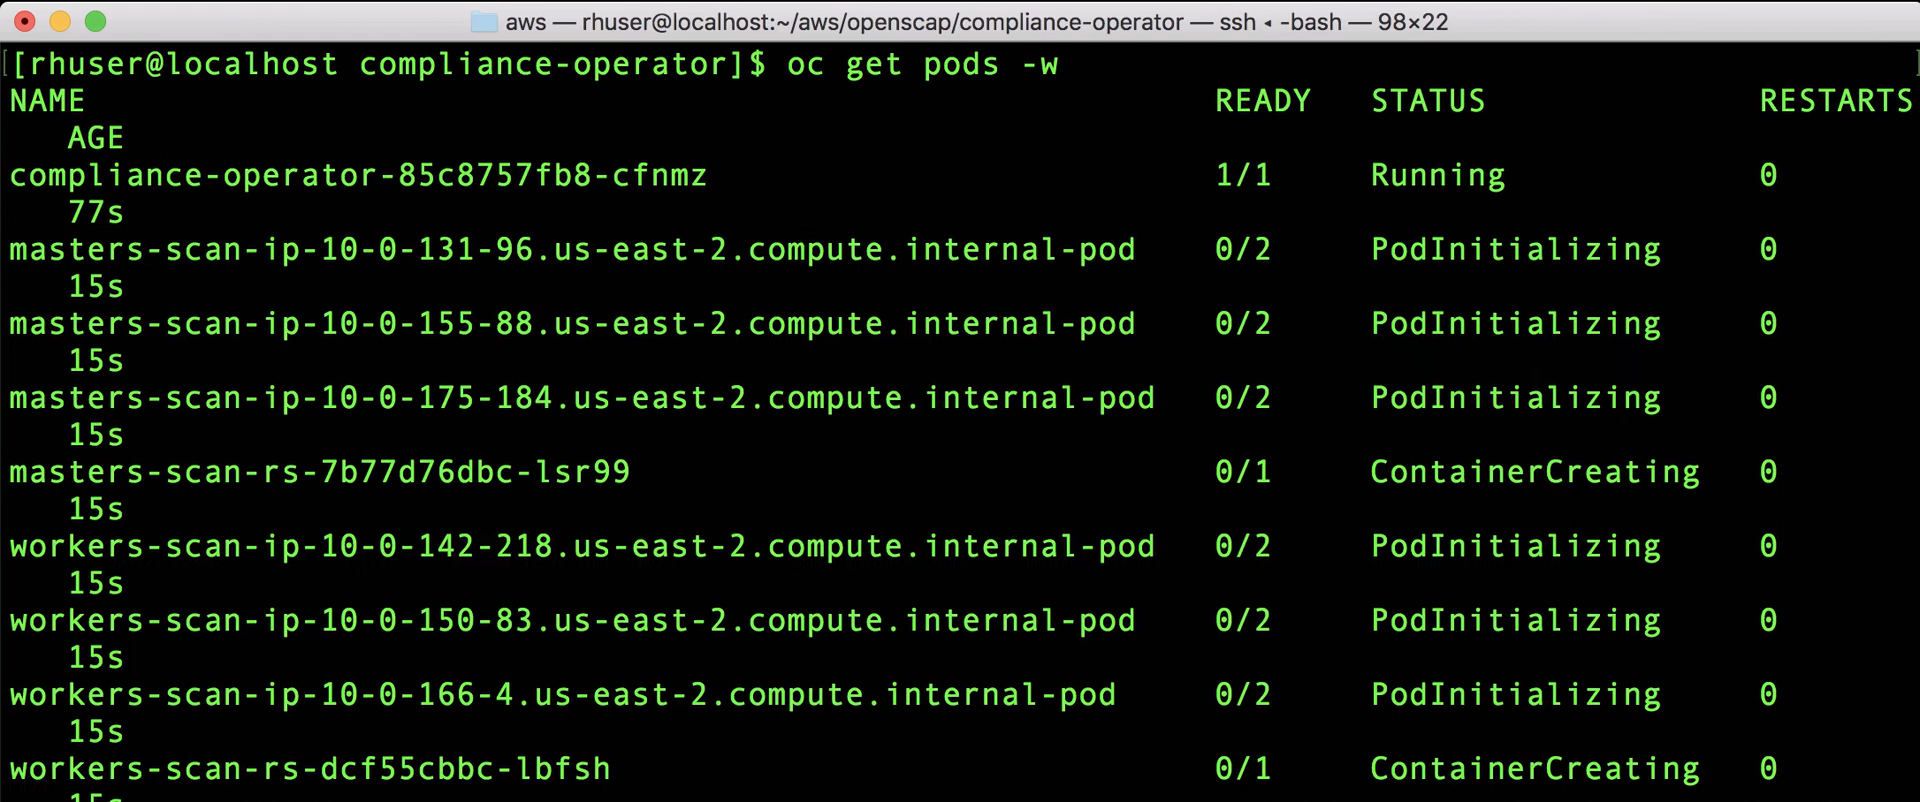 aws — rhuser@localhost:~/aws/openscap/compliance-operator — ssh ◂ -bash — 98×22
[[rhuser@localhost compliance-operator]$ oc get pods -w
NAME READY STATUS RESTARTS
AGE
compliance-operator-85c8757fb8-cfnmz 1/1 Running 0
77s
masters-scan-ip-10-0-131-96.us-east-2.compute.internal-pod 0/2 PodInitializing 0
15s
masters-scan-ip-10-0-155-88.us-east-2.compute.internal-pod 0/2 PodInitializing 0
15s
masters-scan-ip-10-0-175-184.us-east-2.compute.internal-pod 0/2 PodInitializing 0
15s
masters-scan-rs-7b77d76dbc-lsr99 0/1 ContainerCreating 0
15s
workers-scan-ip-10-0-142-218.us-east-2.compute.internal-pod 0/2 PodInitializing 0
15s
workers-scan-ip-10-0-150-83.us-east-2.compute.internal-pod 0/2 PodInitializing 0
15s
workers-scan-ip-10-0-166-4.us-east-2.compute.internal-pod 0/2 PodInitializing 0
15s
workers-scan-rs-dcf55cbbc-lbfsh 0/1 ContainerCreating 0
15s